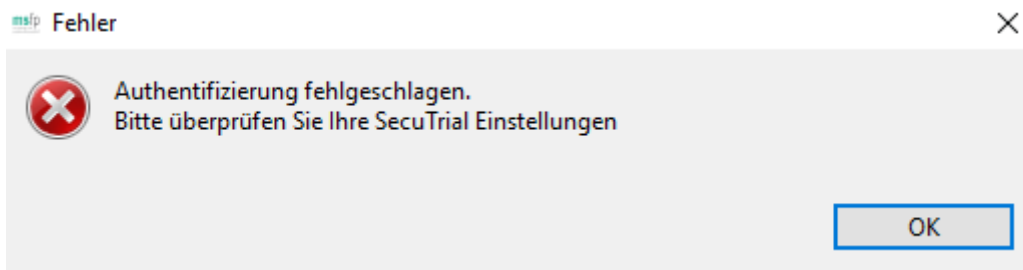 msfp Fehler
Authentifizierung fehlgeschlagen.
Bitte überprüfen Sie Ihre SecuTrial Einstellungen
OK